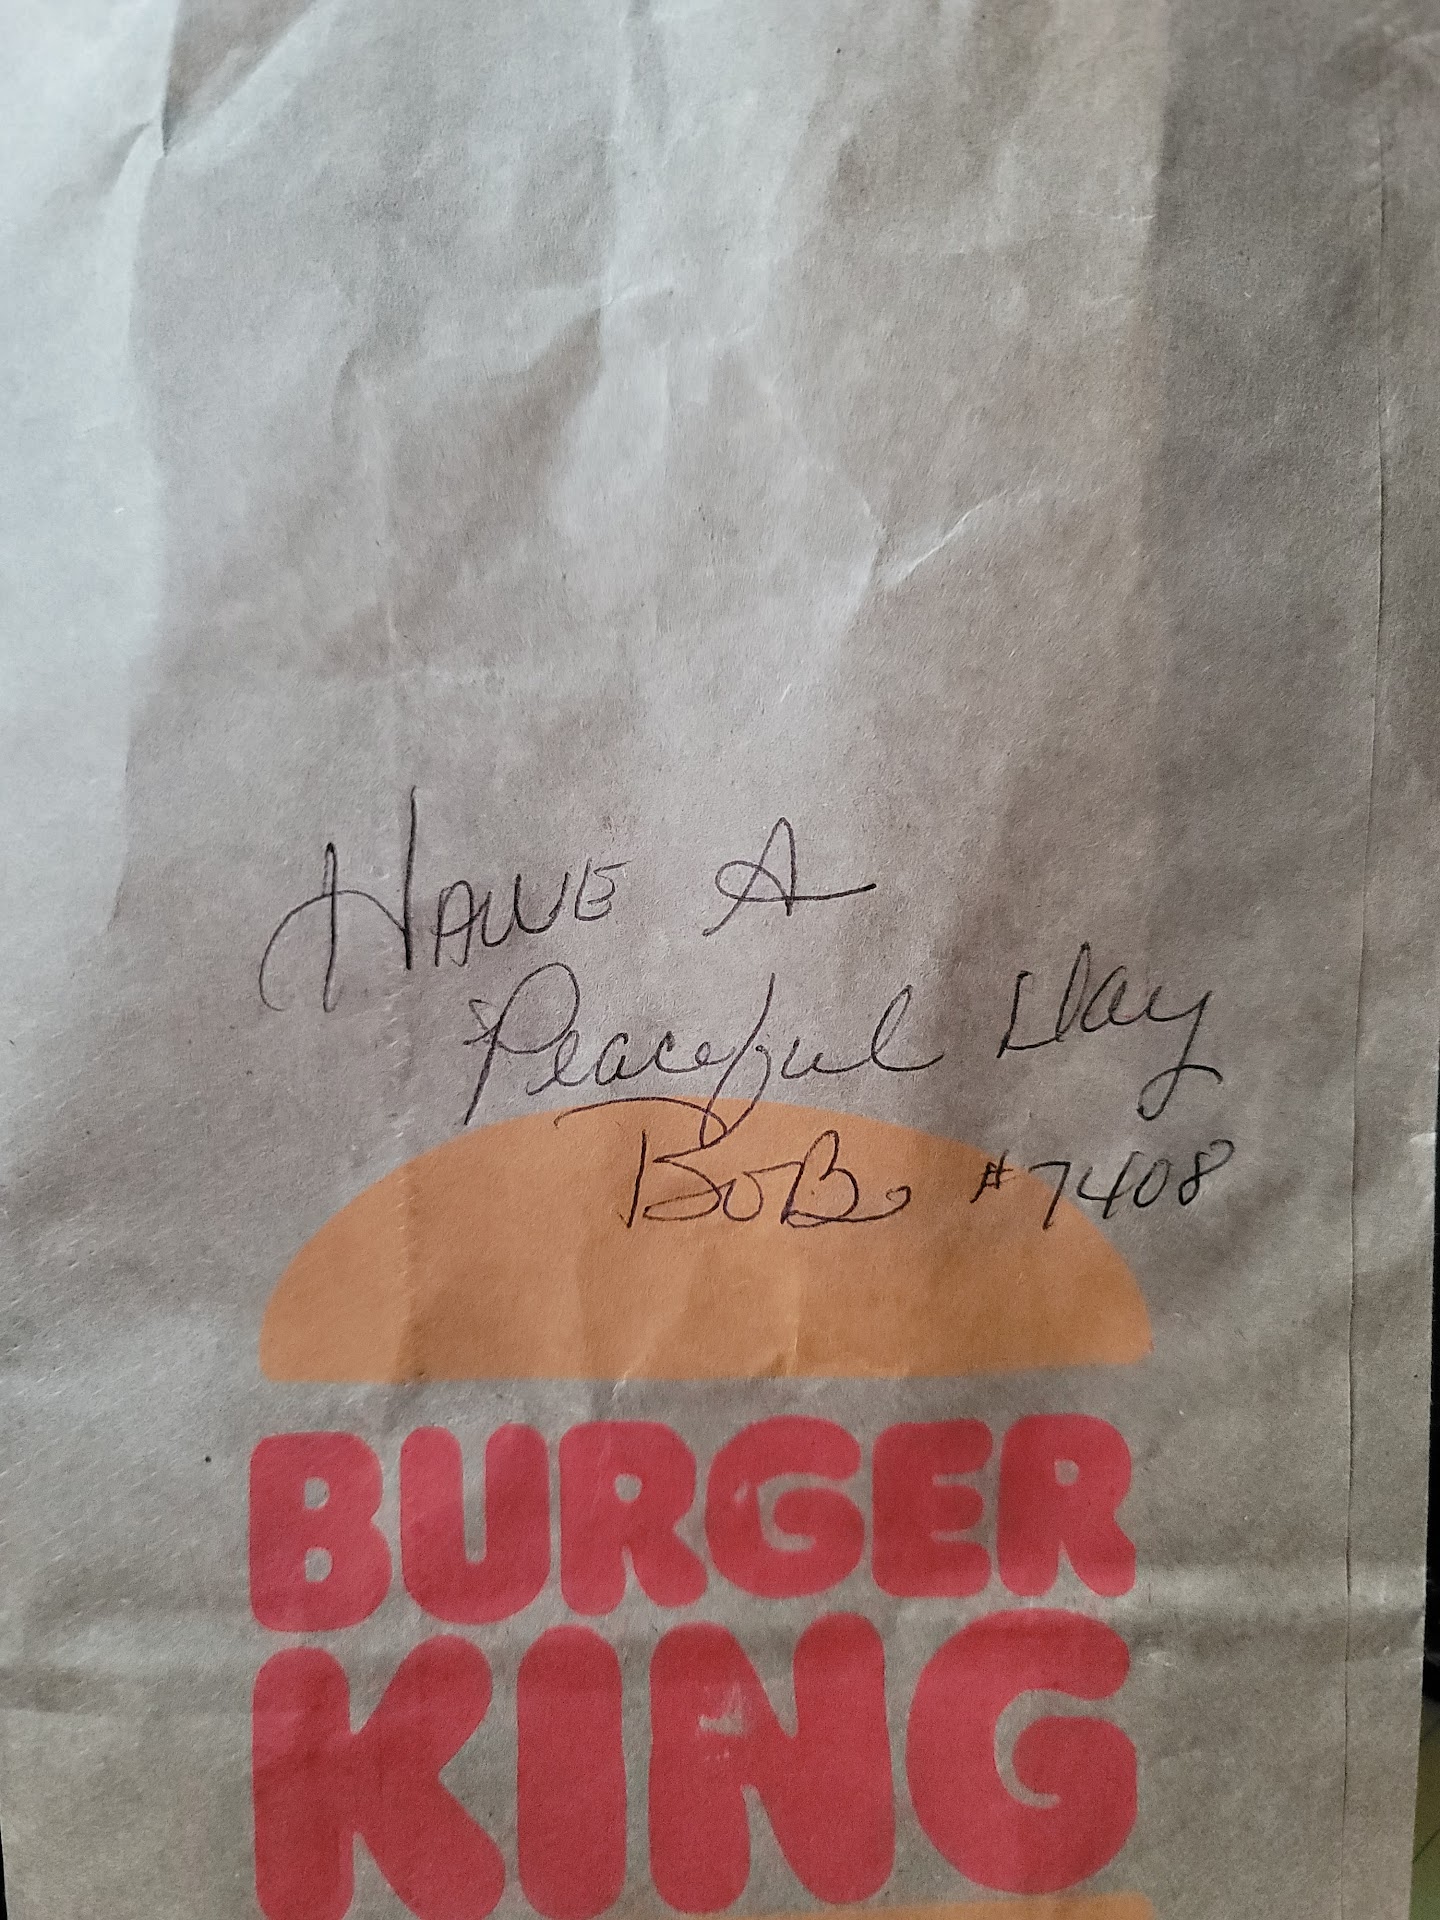 HAVE A
Peaceful Day
BoB #7408
BURGER
KING